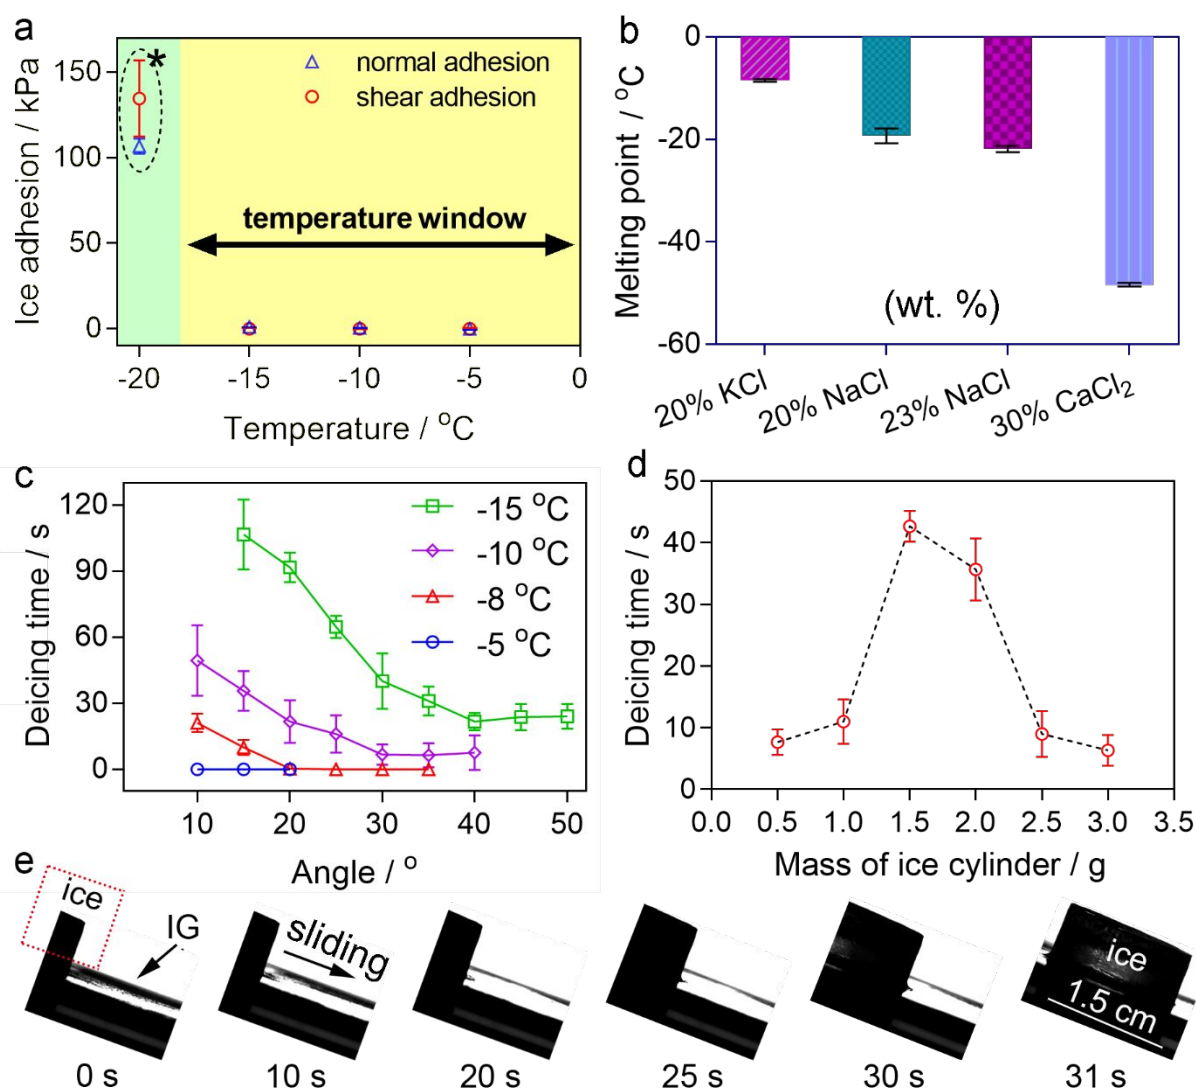 a
Ice adhesion / kPa
150
100
50
0
*
normal adhesion
shear adhesion
temperature window
-20
-15
-10
-5
0
Temperature / °C
b
Melting point / °C
0
-20
-40
-60
(wt. %)
20% KCl
20% NaCl
23% NaCl
30% CaCl₂
c
Deicing time / s
120
90
60
30
0
-15 °C
-10 °C
-8 °C
-5 °C
10
20
30
40
50
Angle / °
d
Deicing time / s
50
40
30
20
10
0
0.0
0.5
1.0
1.5
2.0
2.5
3.0
3.5
Mass of ice cylinder / g
e
ice
IG
sliding
ice
1.5 cm
0 s
10 s
20 s
25 s
30 s
31 s